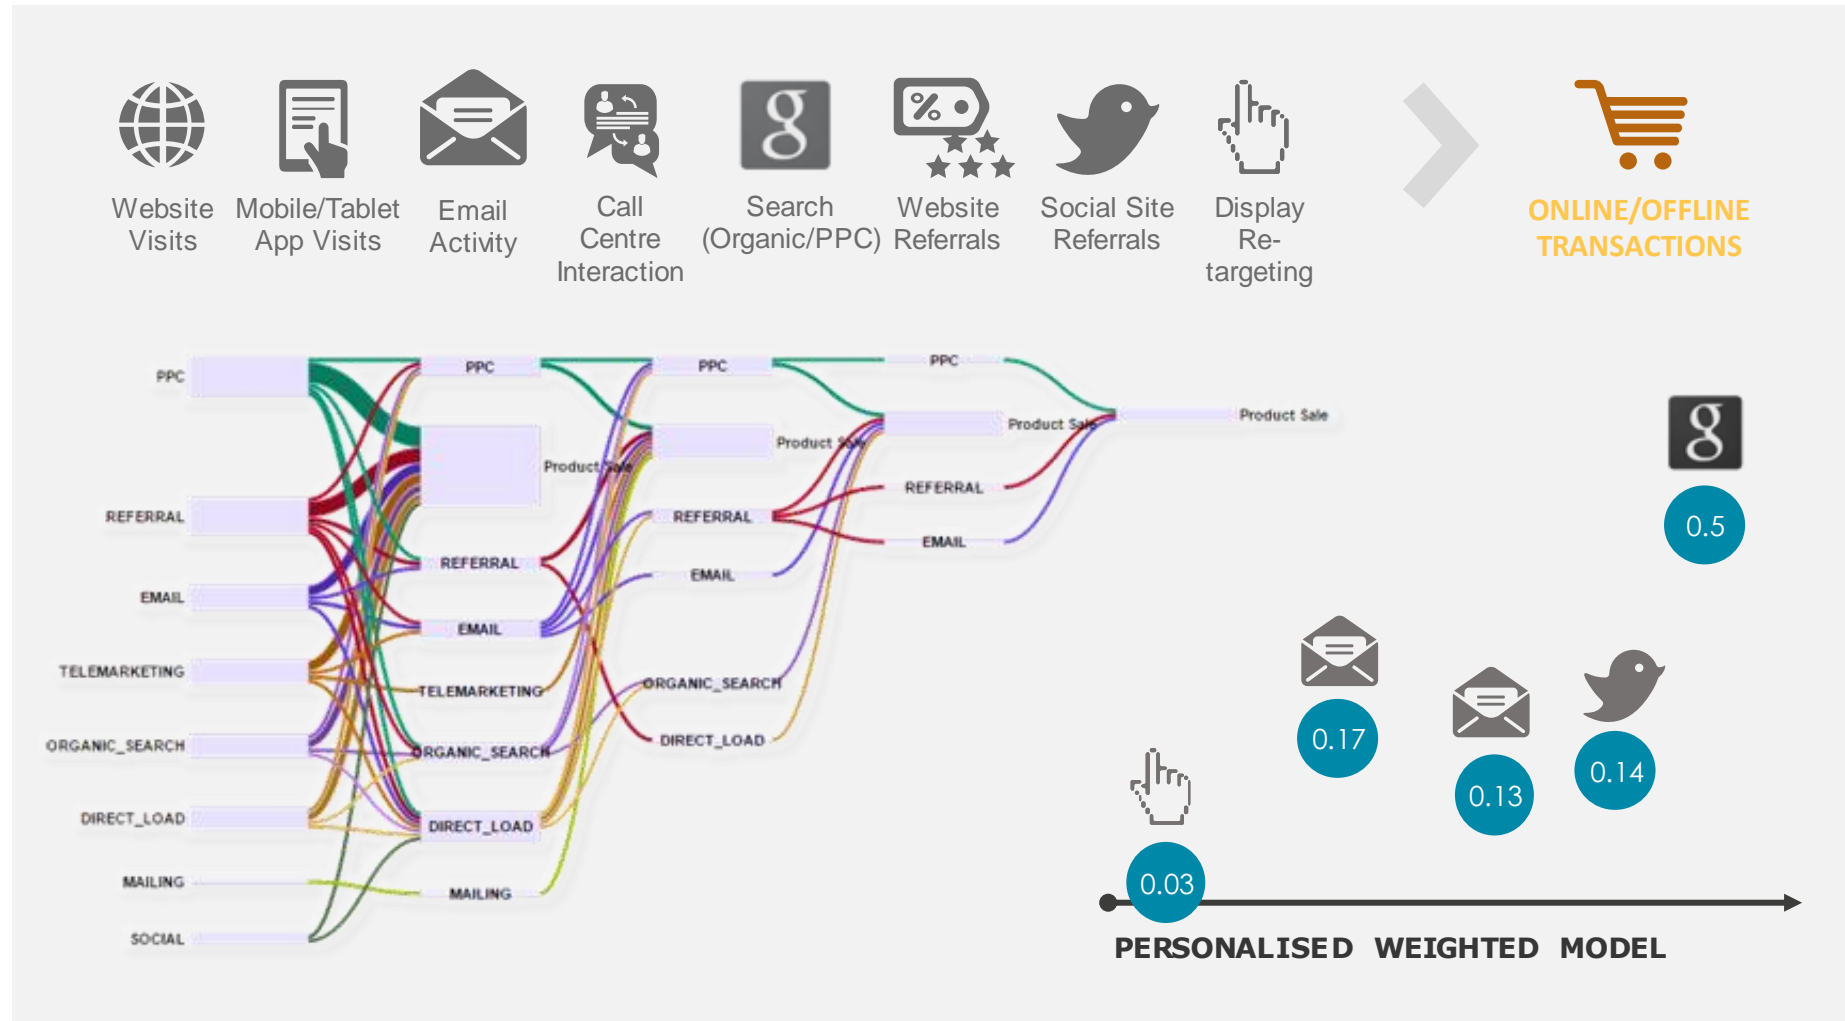 Website
Visits
Mobile/Tablet
App Visits
Email
Activity
Call
Centre
Interaction
g
Search
(Organic/PPC)
%
Website
Referrals
Social Site
Referrals
Display
Re-
targeting
ONLINE/OFFLINE
TRANSACTIONS
PPC
REFERRAL
EMAIL
TELEMARKETING
ORGANIC_SEARCH
DIRECT_LOAD
MAILING
SOCIAL
PPC
Product Sale
REFERRAL
EMAIL
TELEMARKETING
ORGANIC_SEARCH
DIRECT_LOAD
MAILING
PPC
Product Sale
REFERRAL
EMAIL
ORGANIC_SEARCH
DIRECT_LOAD
PPC
Product Sale
REFERRAL
EMAIL
Product Sale
0.03
0.17
0.13
0.14
g
0.5
PERSONALISED WEIGHTED MODEL